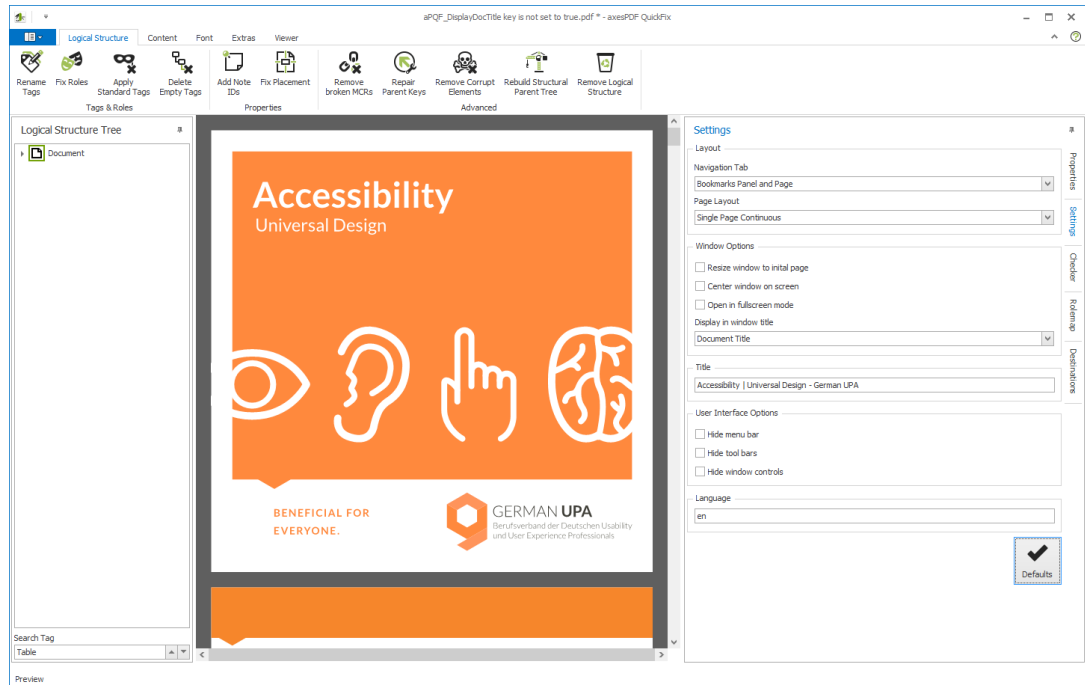 aPQF_DisplayDocTitle key is not set to true.pdf * - axesPDF QuickFix
Logical Structure Content Font Extras Viewer
Rename Tags
Fix Roles
Apply Standard Tags
Delete Empty Tags
Add Note IDs
Fix Placement
Remove broken MCRs
Repair Parent Keys
Remove Corrupt Elements
Rebuild Structural Parent Tree
Remove Logical Structure
Tags & Roles
Properties
Advanced
Logical Structure Tree
Document
Search Tag
Table
Preview
Accessibility
Universal Design
BENEFICIAL FOR
EVERYONE.
GERMAN UPA
Berufsverband der Deutschen Usability
und User Experience Professionals
Settings
Layout
Navigation Tab
Bookmarks Panel and Page
Page Layout
Single Page Continuous
Window Options
Resize window to inital page
Center window on screen
Open in fullscreen mode
Display in window title
Document Title
Title
Accessibility | Universal Design - German UPA
User Interface Options
Hide menu bar
Hide tool bars
Hide window controls
Language
en
Defaults
Properties
Settings
Checker
Rolemap
Destinations